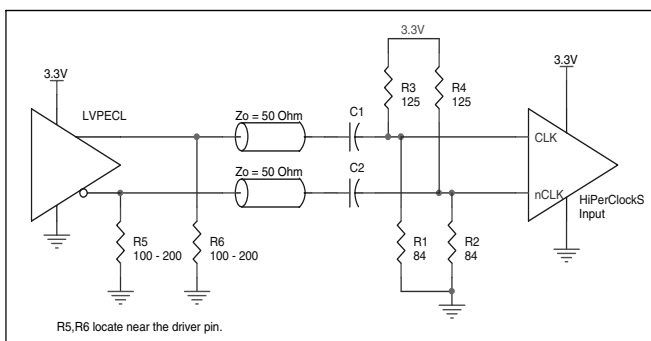 3.3V
3.3V
3.3V
LVPECL
R3
125
R4
125
Zo = 50 Ohm
C1
CLK
Zo = 50 Ohm
C2
nCLK
HiPerClockS
Input
R5
100 - 200
R6
100 - 200
R1
84
R2
84
R5,R6 locate near the driver pin.